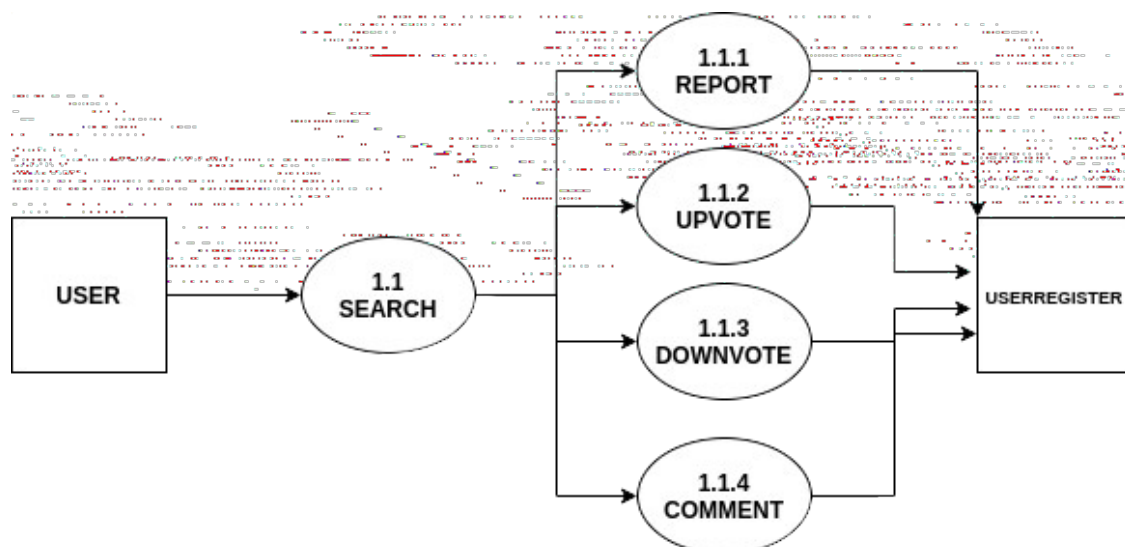 1.1.1
REPORT
1.1.2
UPVOTE
USER
1.1
SEARCH
USERREGISTER
1.1.3
DOWNVOTE
1.1.4
COMMENT